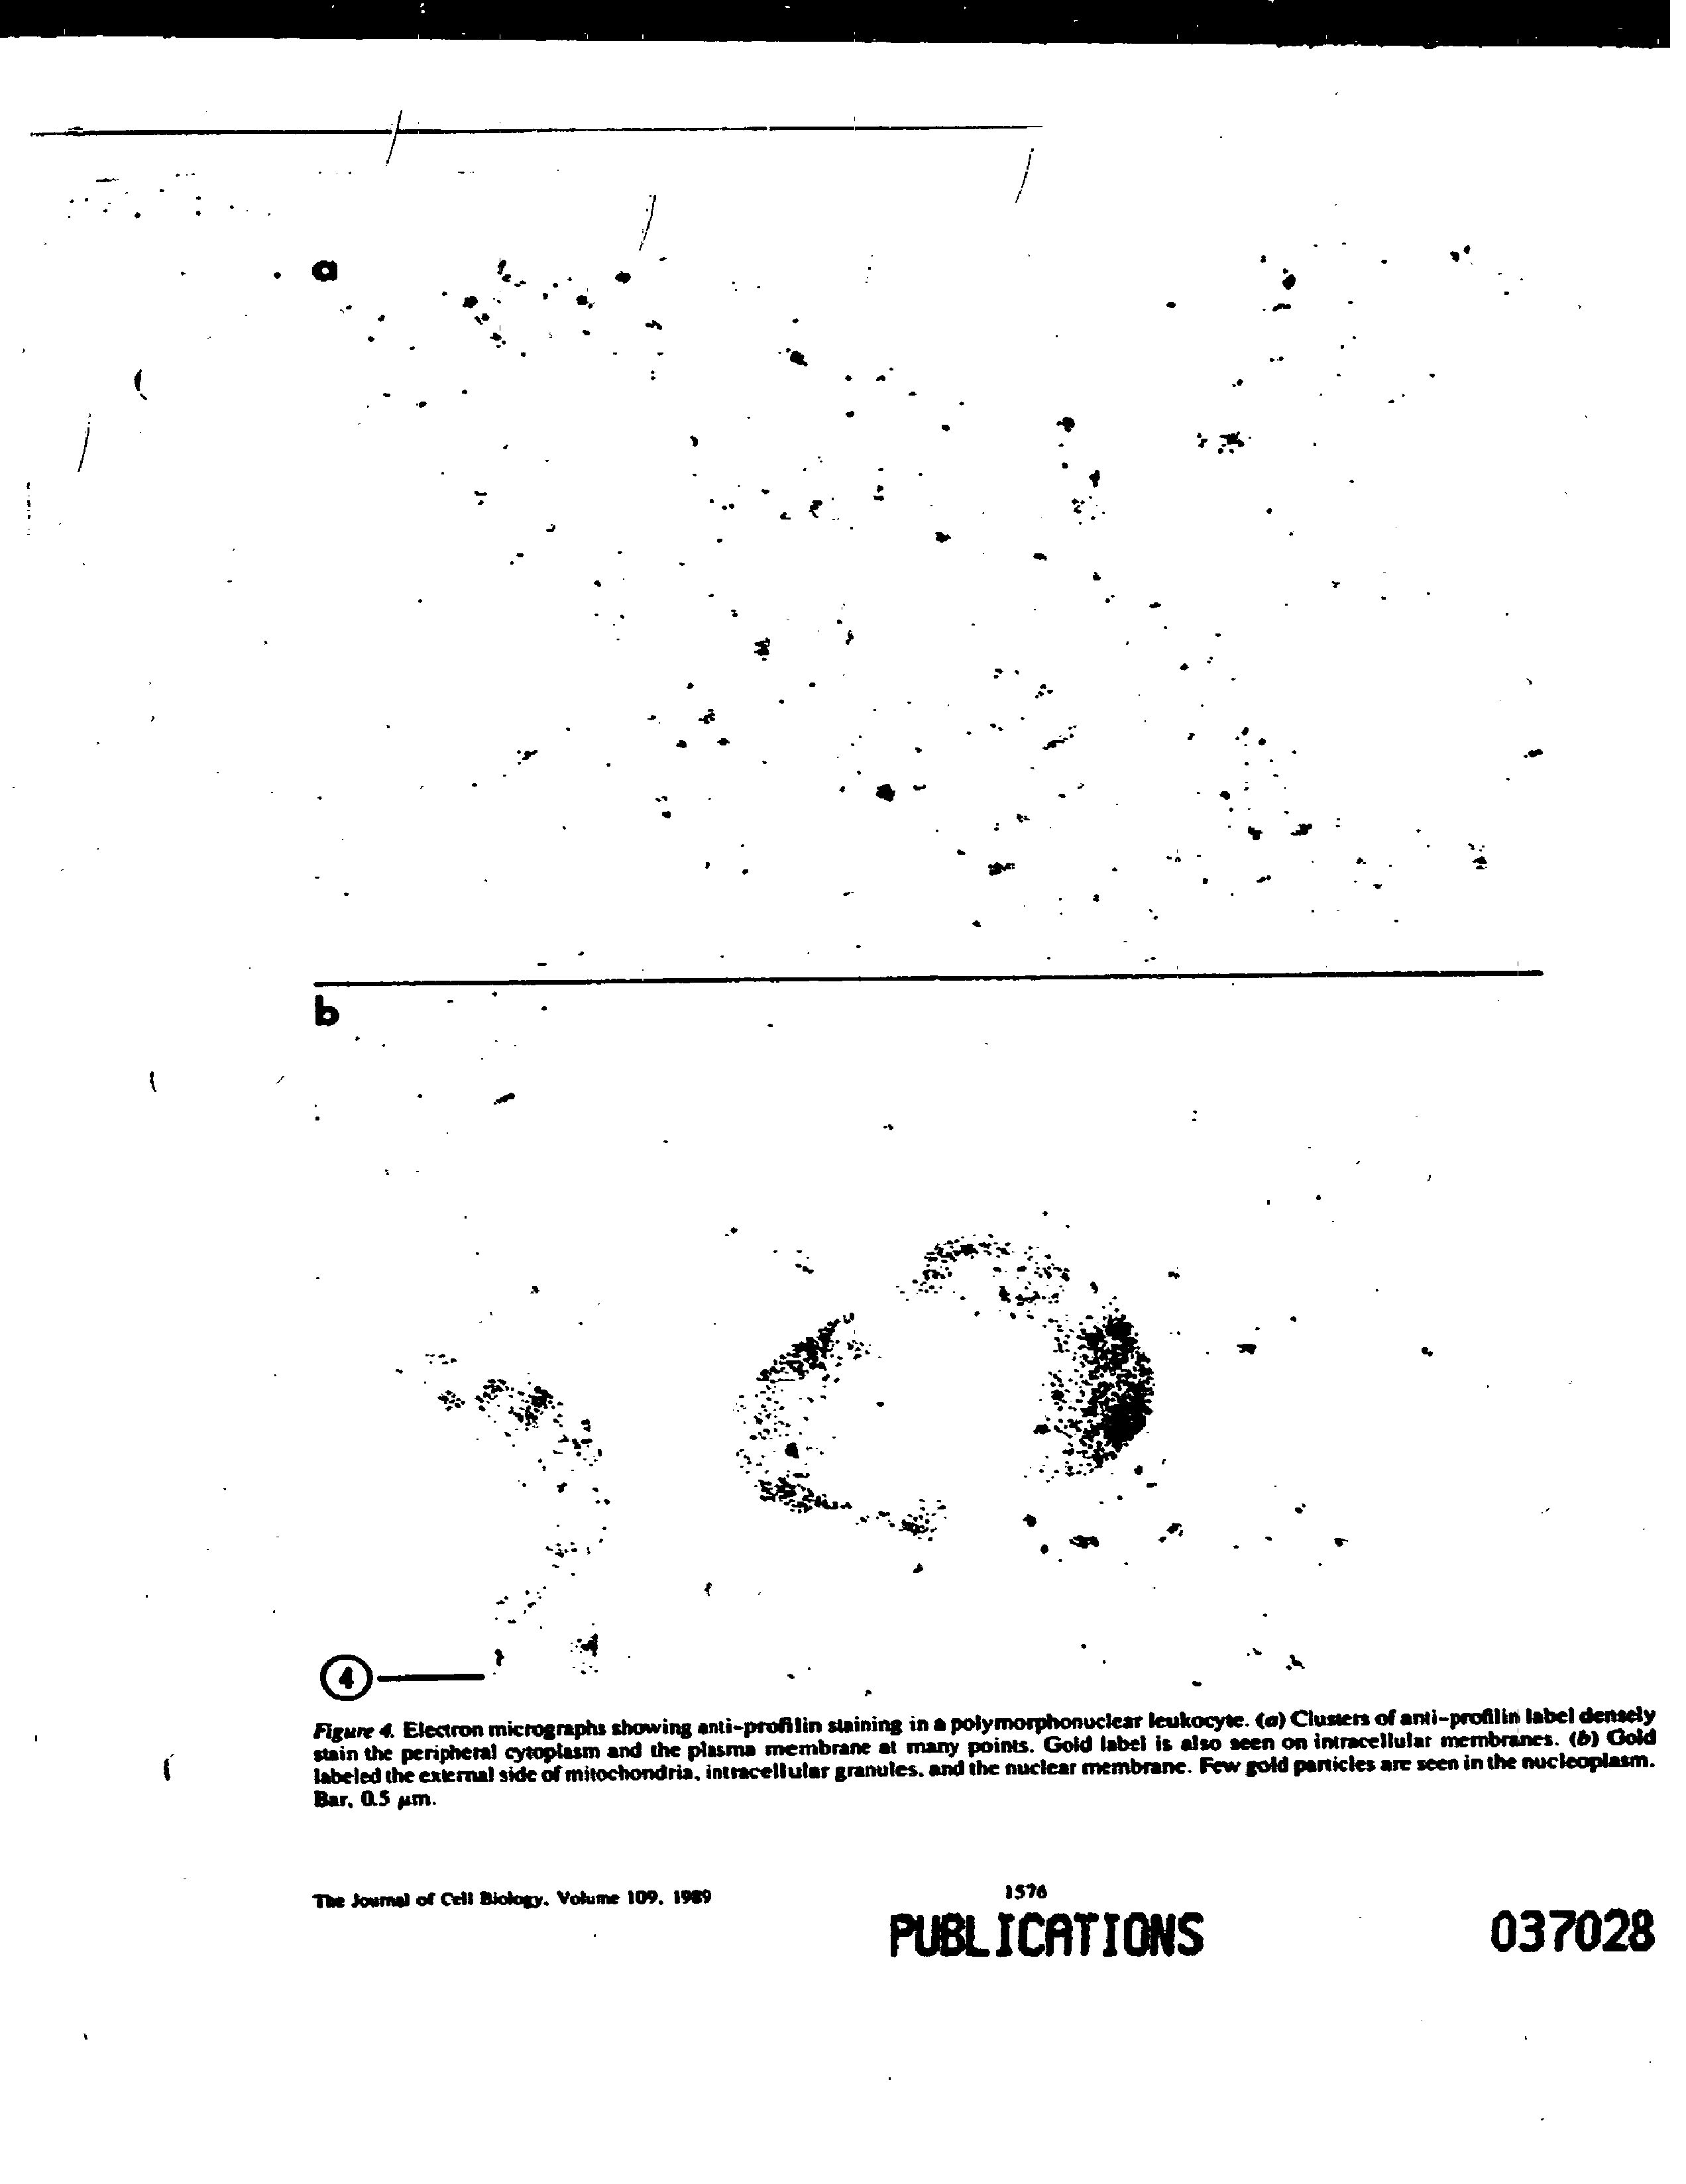 a
b
4
Figure 4. Electron micrographs showing anti-profilin staining in a polymorphonuclear leukocyte. (a) Clusters of anti-profilin label densely
stain the peripheral cytoplasm and the plasma membrane at many points. Gold label is also seen on intracellular membranes. (b) Gold
labeled the external side of mitochondria, intracellular granules, and the nuclear membrane. Few gold particles are seen in the nucleoplasm.
Bar, 0.5 μm.
The Journal of Cell Biology, Volume 109, 1989
1576
PUBLICATIONS
037028